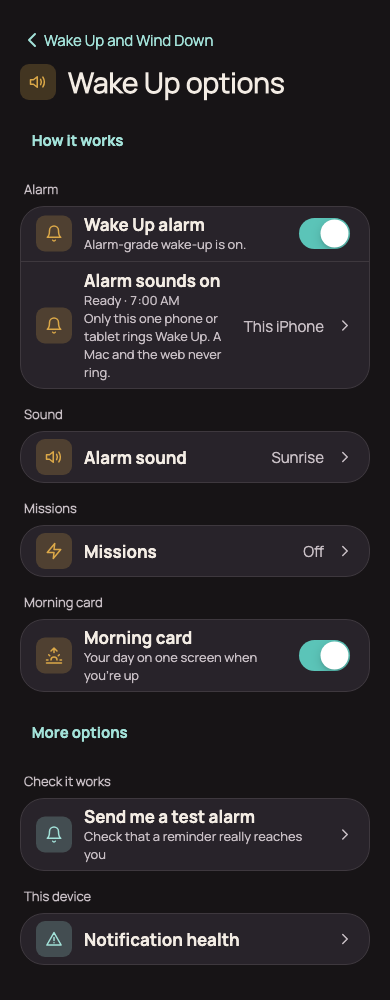 Wake Up and Wind Down
Wake Up options
How it works
Alarm
Wake Up alarm
Alarm-grade wake-up is on.
Alarm sounds on
Ready · 7:00 AM
Only this one phone or
tablet rings Wake Up. A
Mac and the web never
ring.
This iPhone
Sound
Alarm sound
Sunrise
Missions
Missions
Off
Morning card
Morning card
Your day on one screen when
you're up
More options
Check it works
Send me a test alarm
Check that a reminder really reaches
you
This device
Notification health